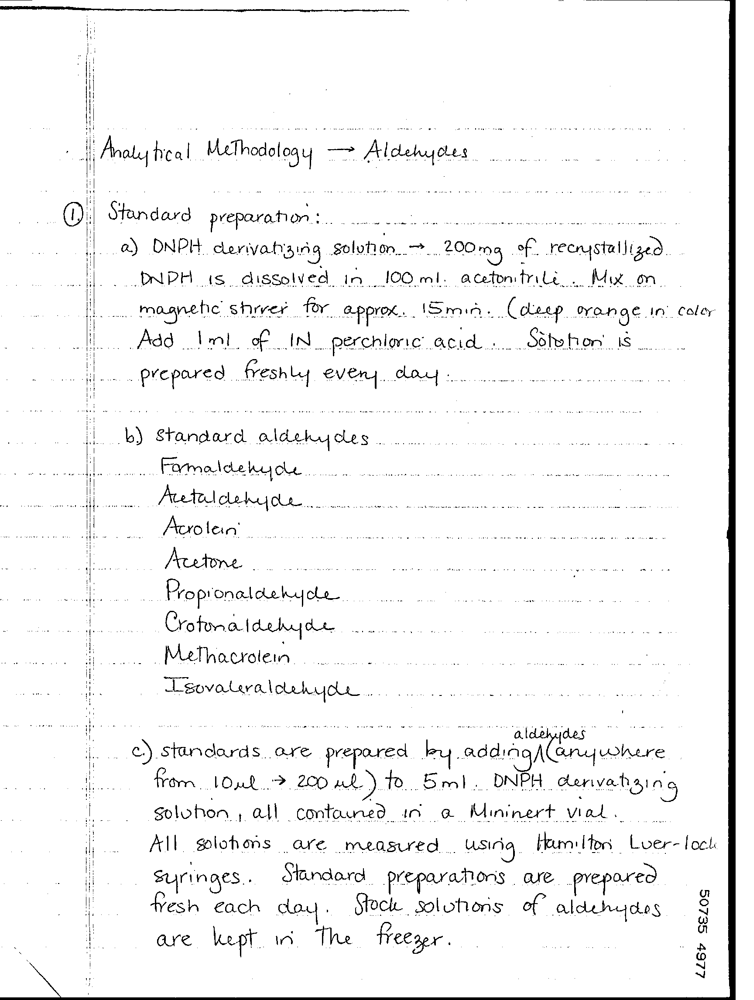 Analytical Methodology → Aldehydes
① Standard preparation:
a) DNPH derivatizing solution → 200mg of recrystallized
DNPH is dissolved in 100 ml. acetonitrile. Mix on
magnetic stirrer for approx. 15min. (deep orange in color
Add 1ml of 1N perchloric acid. Solution is
prepared freshly every day.
b) standard aldehydes
Formaldehyde
Acetaldehyde
Acrolein
Acetone
Propionaldehyde
Crotonaldehyde
Methacrolein
Isovaleraldehyde
aldehydes
c) standards are prepared by adding ∧ (anywhere
from 10ul → 200 ul) to 5ml. DNPH derivatizing
solution, all contained in a Mininert vial.
All solutions are measured using Hamilton Luer-lock
syringes. Standard preparations are prepared
fresh each day. Stock solutions of aldehydes
are kept in the freezer.
50735 4977